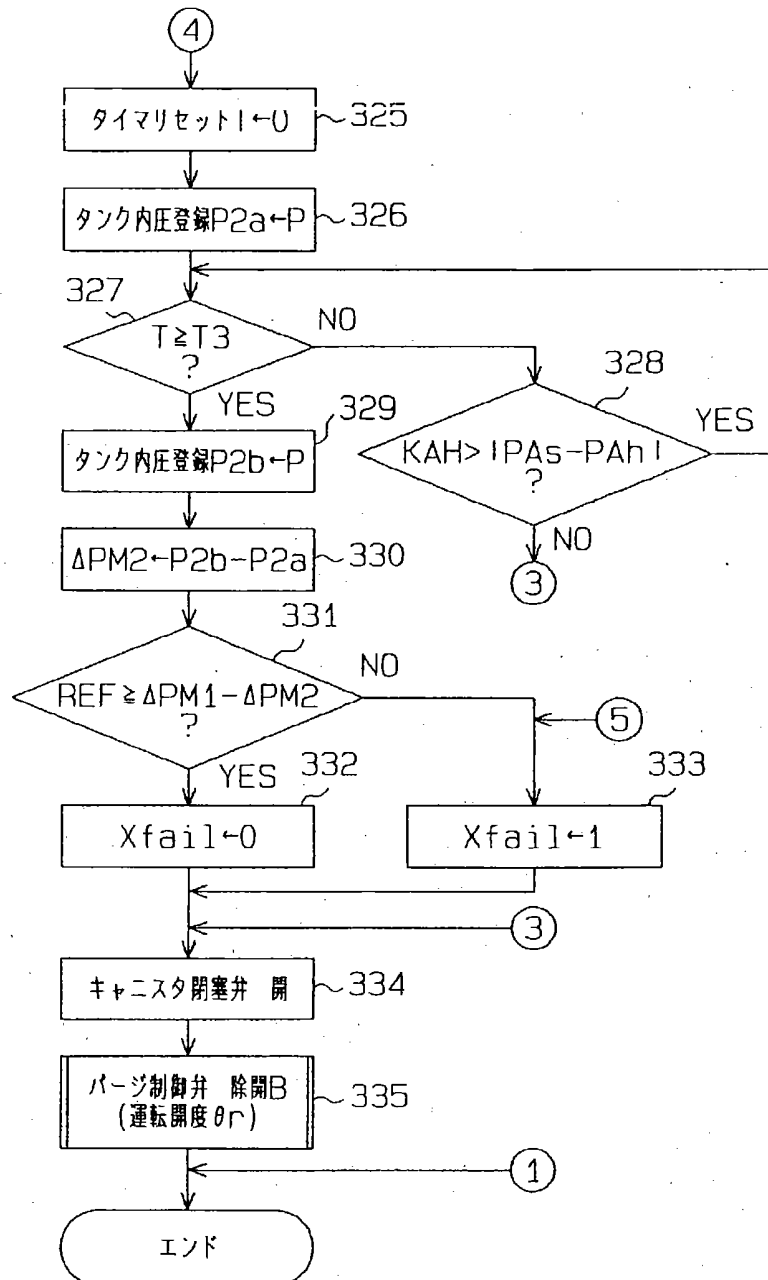 4
タイマリセットT←0
325
タンク内圧登録P2a←P
326
327
T≧T3
?
NO
YES
328
KAH>|PAs-PAh|
?
YES
NO
3
329
タンク内圧登録P2b←P
ΔPM2←P2b-P2a
330
331
REF≧ΔPM1-ΔPM2
?
NO
YES
5
332
Xfail←0
333
Xfail←1
3
キャニスタ閉塞弁 開
334
パージ制御弁 除開B
(運転開度θr)
335
1
エンド